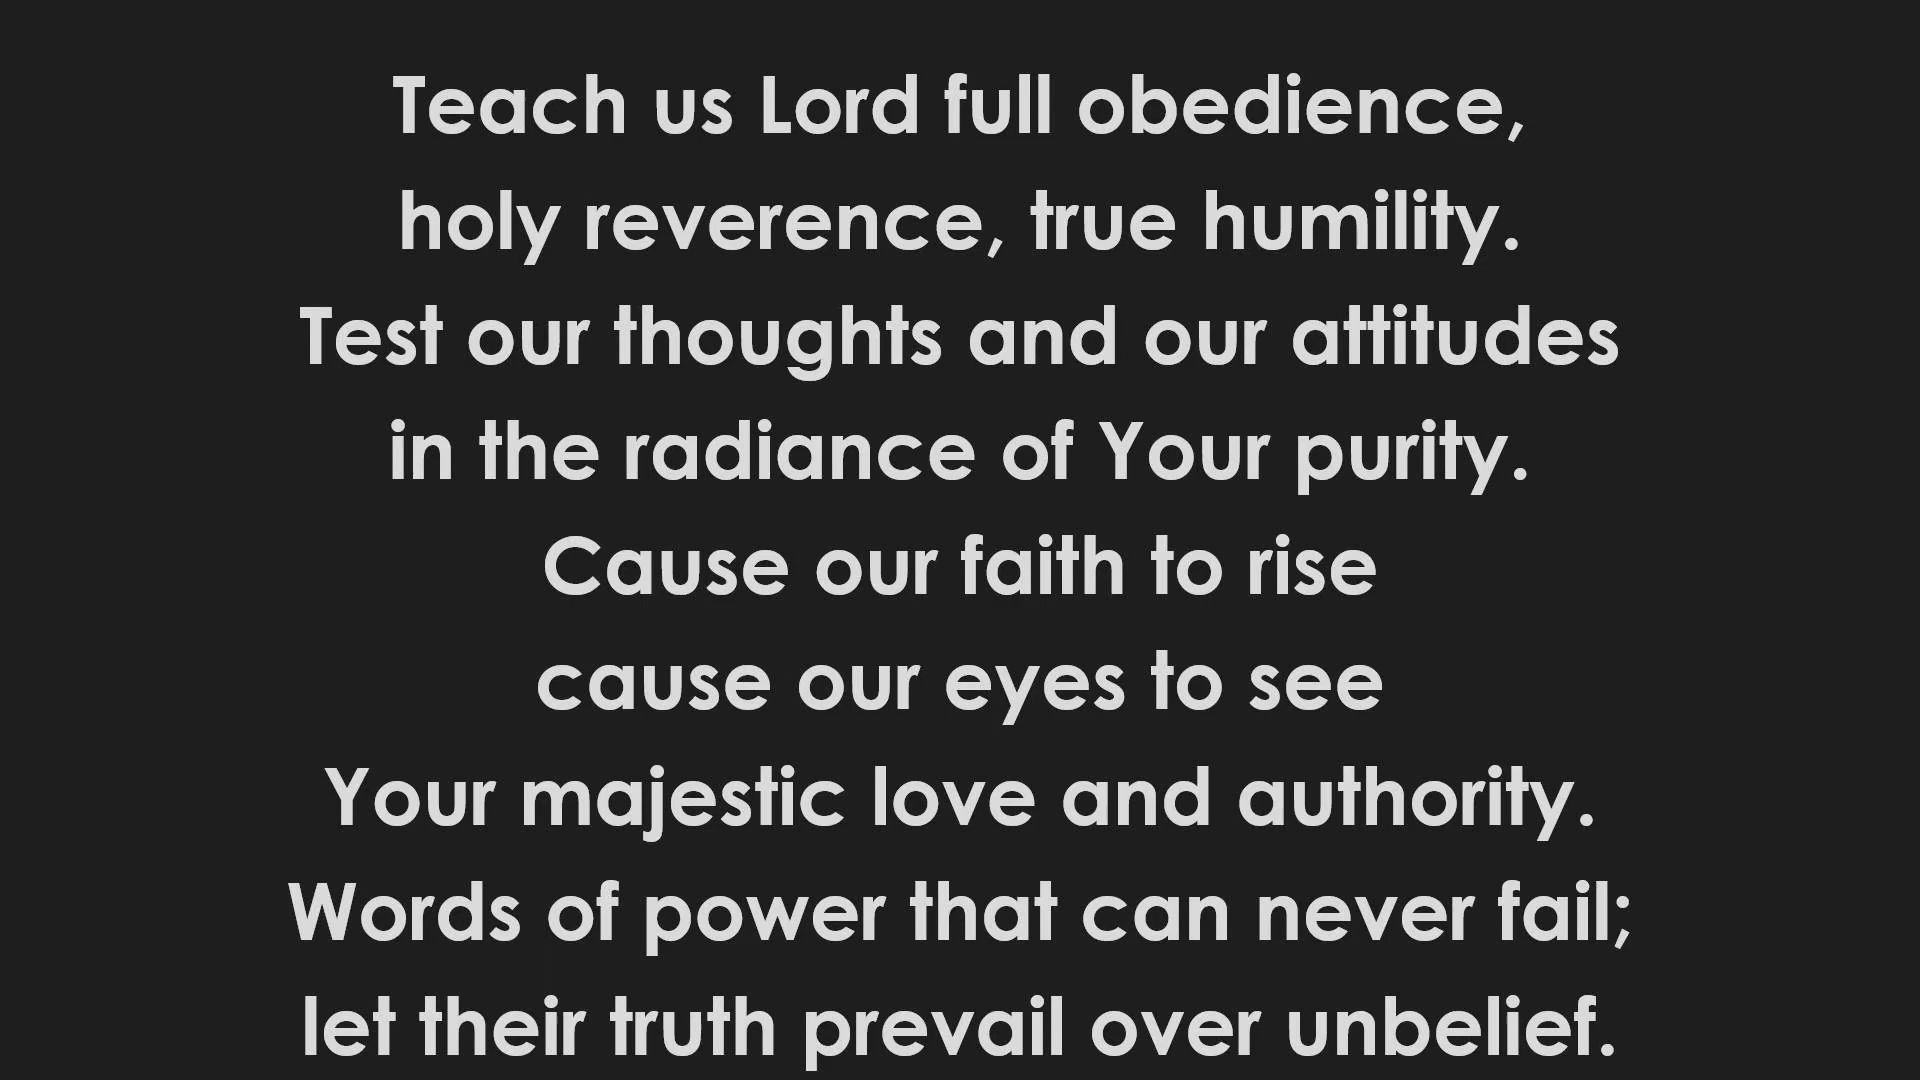 Teach us Lord full obedience,
holy reverence, true humility.
Test our thoughts and our attitudes
in the radiance of Your purity.
Cause our faith to rise
cause our eyes to see
Your majestic love and authority.
Words of power that can never fail;
let their truth prevail over unbelief.